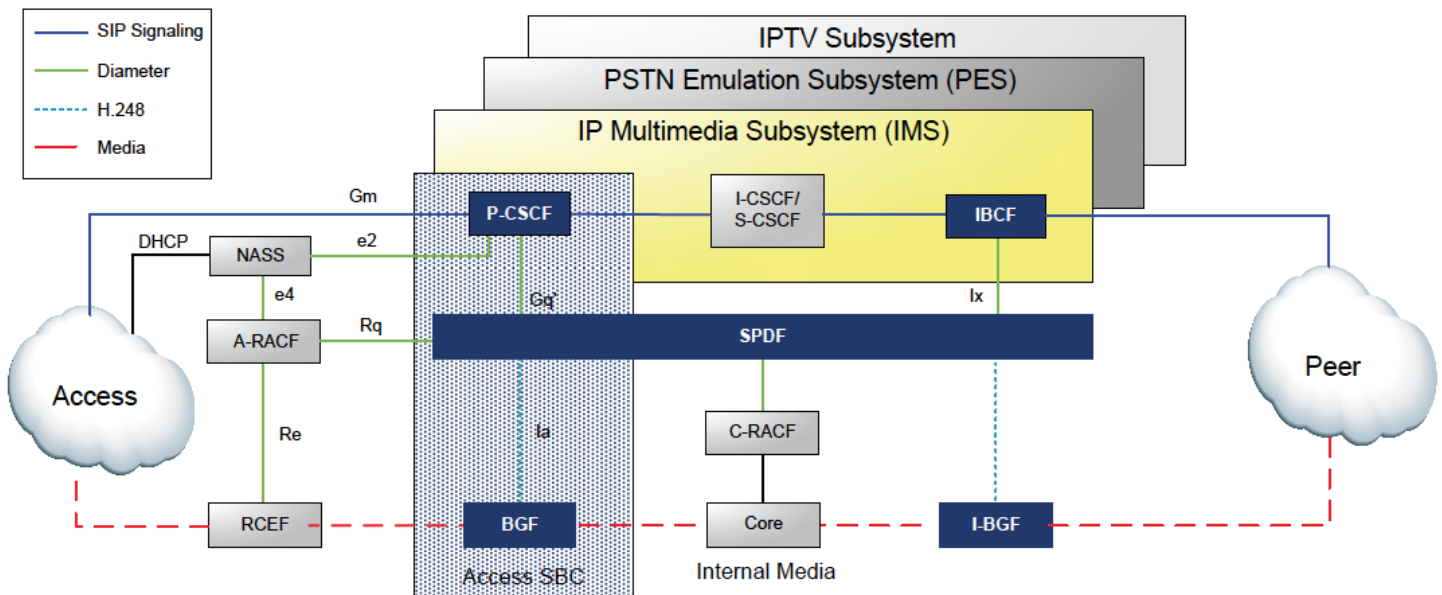 SIP Signaling
Diameter
H.248
Media
IPTV Subsystem
PSTN Emulation Subsystem (PES)
IP Multimedia Subsystem (IMS)
Gm
P-CSCF
I-CSCF/
S-CSCF
IBCF
DHCP
NASS
e2
e4
Gq'
Ix
A-RACF
Rq
SPDF
Access
Peer
Re
Ia
C-RACF
RCEF
BGF
Core
I-BGF
Access SBC
Internal Media